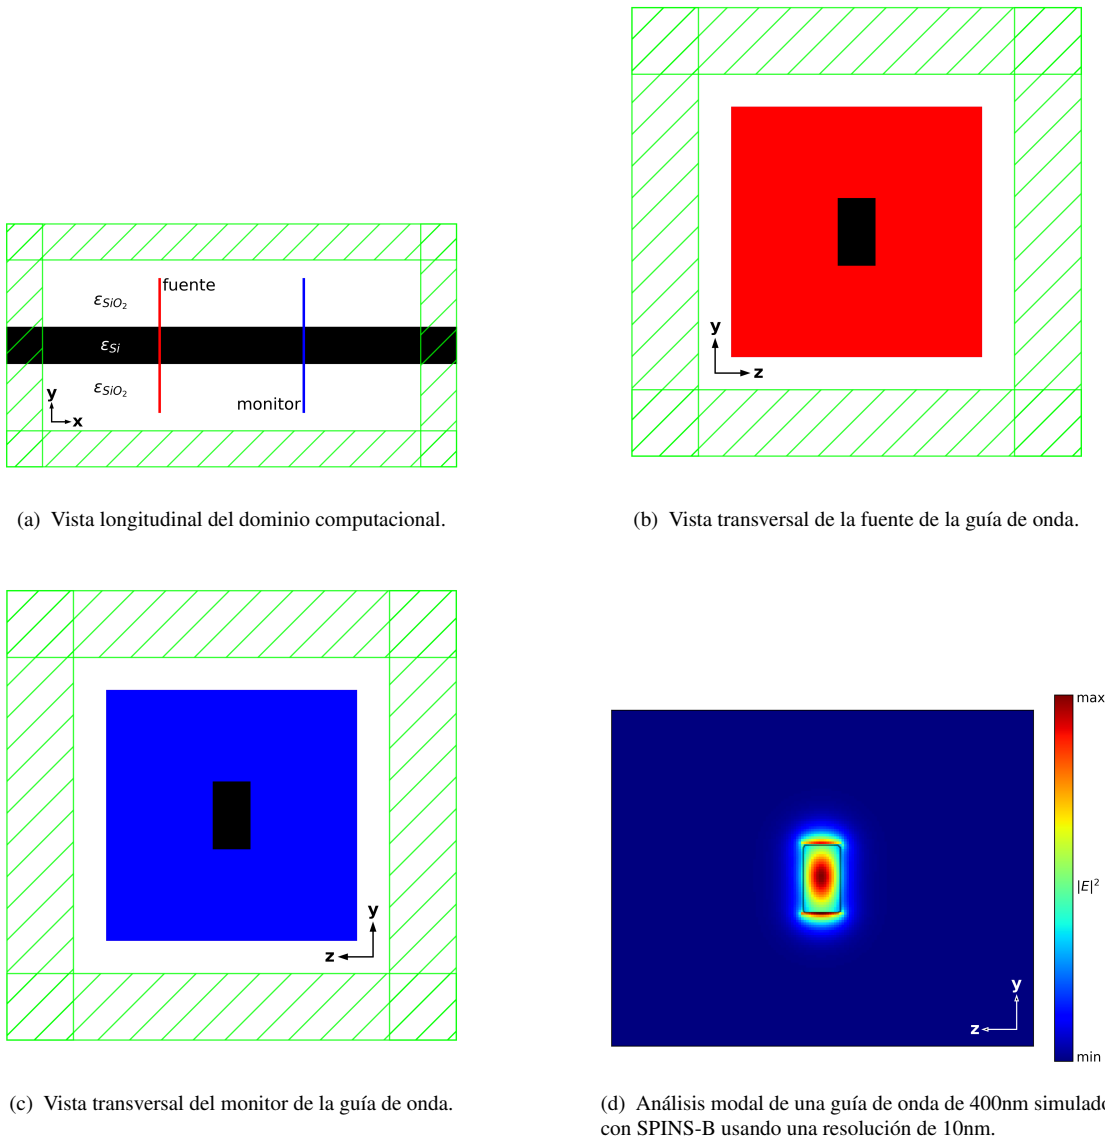 fuente
εSiO2
εSi
εSiO2
y
x
monitor
(a) Vista longitudinal del dominio computacional.
y
z
(b) Vista transversal de la fuente de la guía de onda.
y
z
(c) Vista transversal del monitor de la guía de onda.
max
|E|²
min
y
z
(d) Análisis modal de una guía de onda de 400nm simulado
con SPINS-B usando una resolución de 10nm.